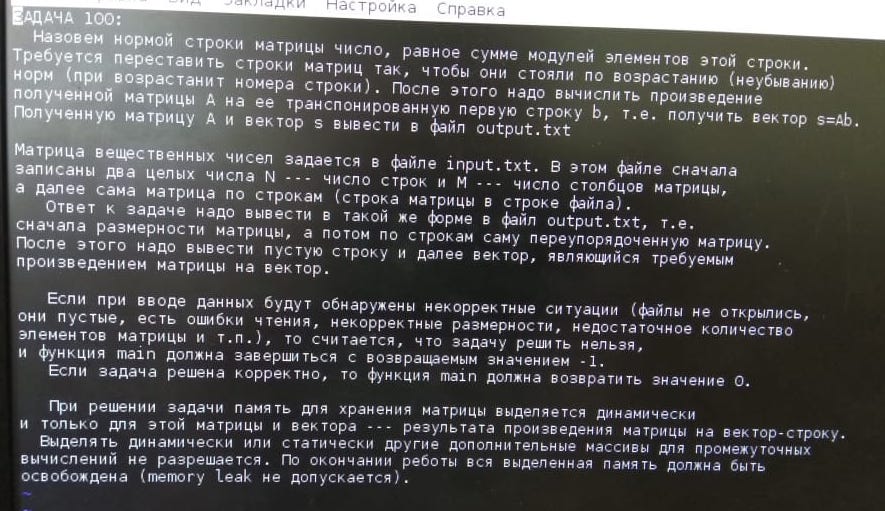 Вид Закладки Настройка Справка
ЗАДАЧА 100:
Назовем нормой строки матрицы число, равное сумме модулей элементов этой строки.
Требуется переставить строки матриц так, чтобы они стояли по возрастанию (неубыванию)
норм (при возрастанит номера строки). После этого надо вычислить произведение
полученной матрицы A на ее транспонированную первую строку b, т.е. получить вектор s=Ab.
Полученную матрицу A и вектор s вывести в файл output.txt
Матрица вещественных чисел задается в файле input.txt. В этом файле сначала
записаны два целых числа N --- число строк и M --- число столбцов матрицы,
а далее сама матрица по строкам (строка матрицы в строке файла).
Ответ к задаче надо вывести в такой же форме в файл output.txt, т.е.
сначала размерности матрицы, а потом по строкам саму переупорядоченную матрицу.
После этого надо вывести пустую строку и далее вектор, являющийся требуемым
произведением матрицы на вектор.
Если при вводе данных будут обнаружены некорректные ситуации (файлы не открылись,
они пустые, есть ошибки чтения, некорректные размерности, недостаточное количество
элементов матрицы и т.п.), то считается, что задачу решить нельзя,
и функция main должна завершиться с возвращаемым значением -1.
Если задача решена корректно, то функция main должна возвратить значение 0.
При решении задачи память для хранения матрицы выделяется динамически
и только для этой матрицы и вектора --- результата произведения матрицы на вектор-строку.
Выделять динамически или статически другие дополнительные массивы для промежуточных
вычислений не разрешается. По окончании работы вся выделенная память должна быть
освобождена (memory leak не допускается).
~